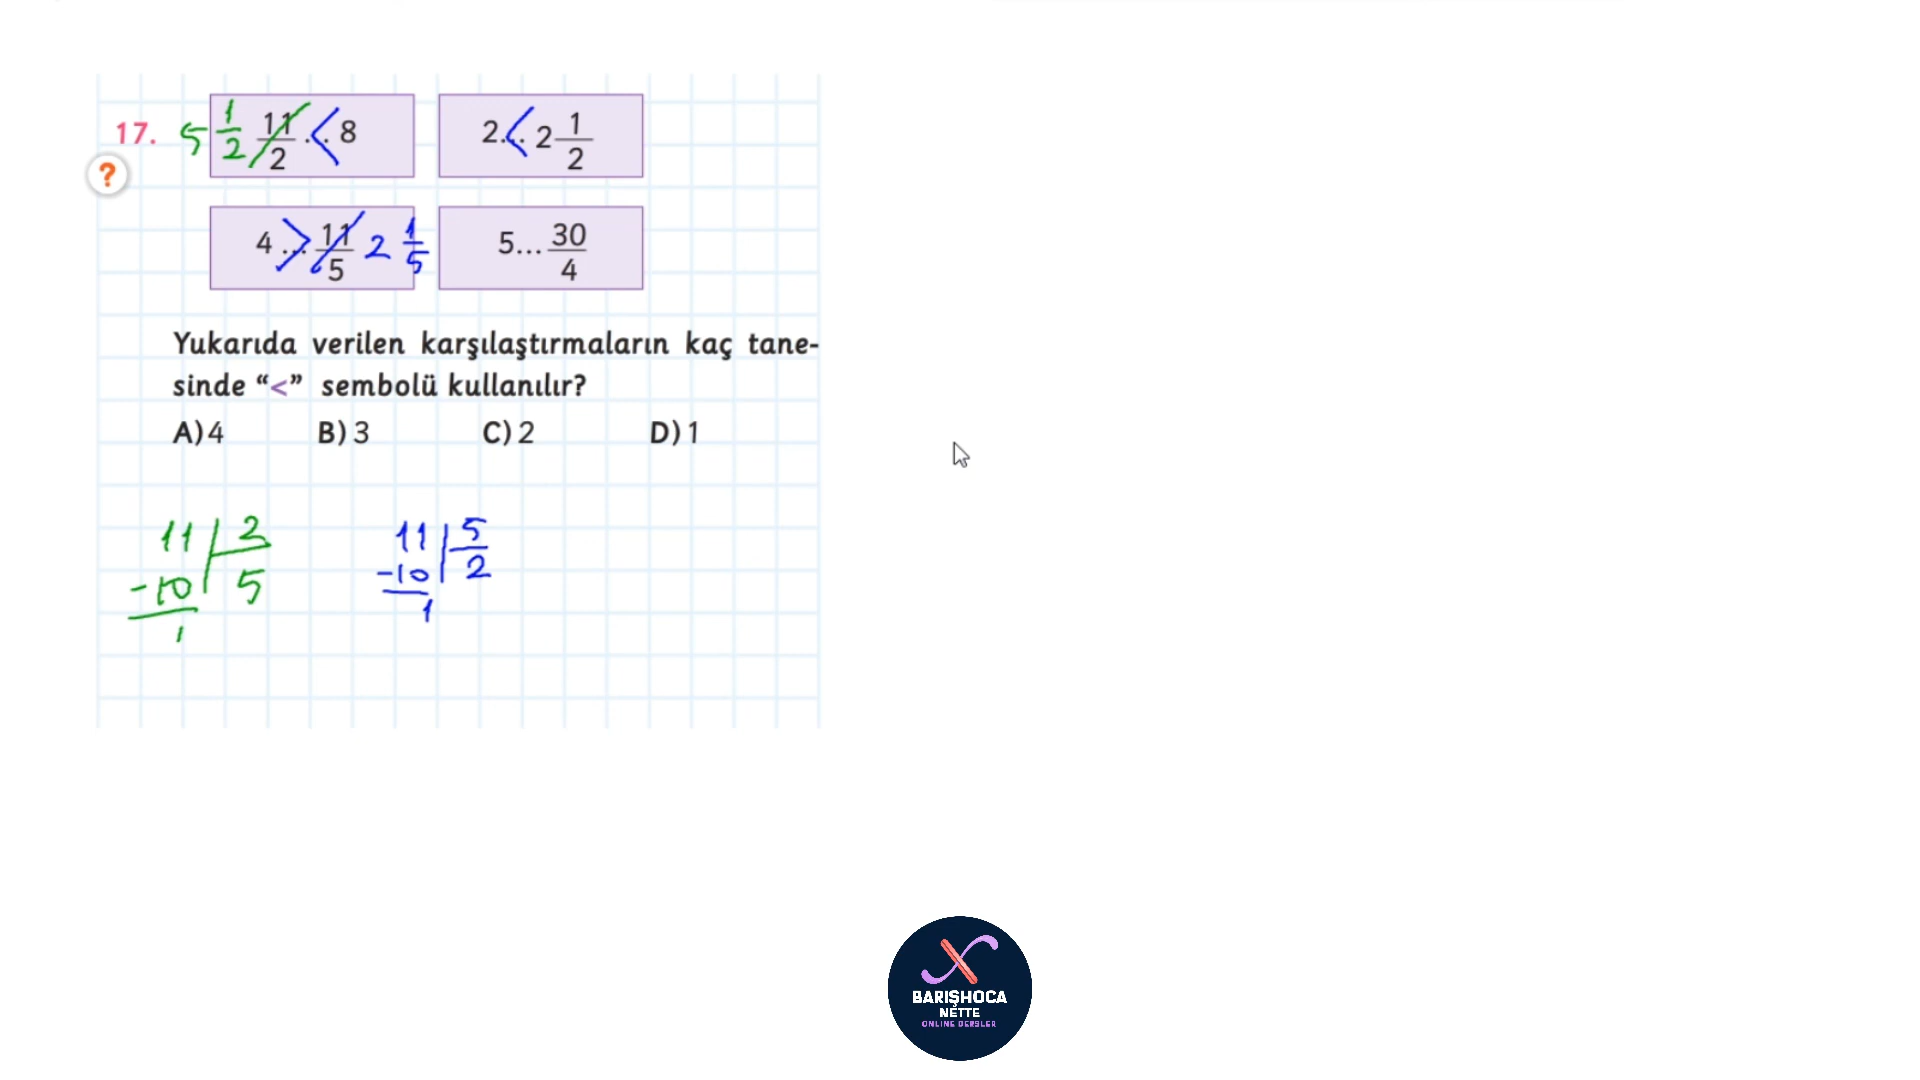 17. 5 1/2 11/2 ..< 8
2..<. 2 1/2
4 ...> 11/5 2 1/5
5... 30/4
?
Yukarıda verilen karşılaştırmaların kaç tane-
sinde “<” sembolü kullanılır?
A) 4 B) 3 C) 2 D) 1
11 | 2
-10 | 5
1
11 | 5
-10 | 2
1
BARIŞHOCA
NETTE
ONLINE DERSLER